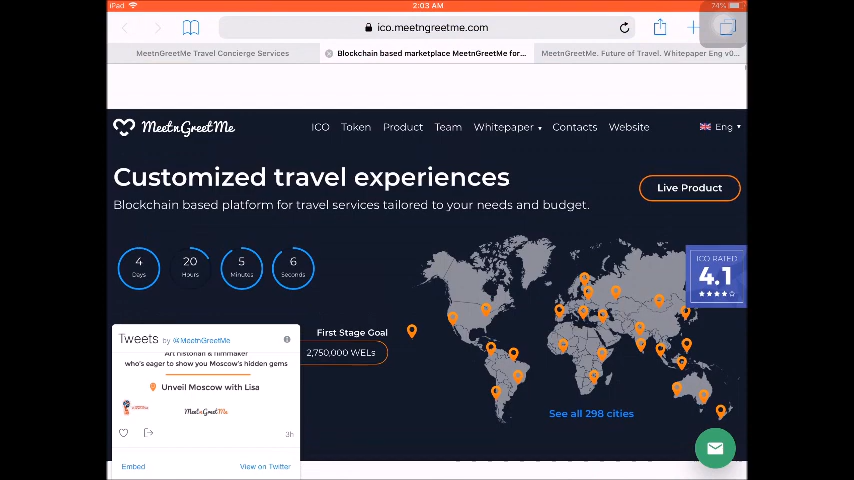 iPad 2:03 AM 74%
ico.meetngreetme.com
MeetnGreetMe Travel Concierge Services Blockchain based marketplace MeetnGreetMe for... MeetnGreetMe. Future of Travel. Whitepaper Eng v0...
MeetnGreetMe ICO Token Product Team Whitepaper Contacts Website Eng
Customized travel experiences
Live Product
Blockchain based platform for travel services tailored to your needs and budget.
4 20 5 6
Days Hours Minutes Seconds
ICO RATED
4.1
First Stage Goal
2,750,000 WELs
Tweets by @MeetnGreetMe
Art historian & filmmaker
who's eager to show you Moscow's hidden gems
Unveil Moscow with Lisa
MeetnGreetMe
3h
Embed View on Twitter
See all 298 cities